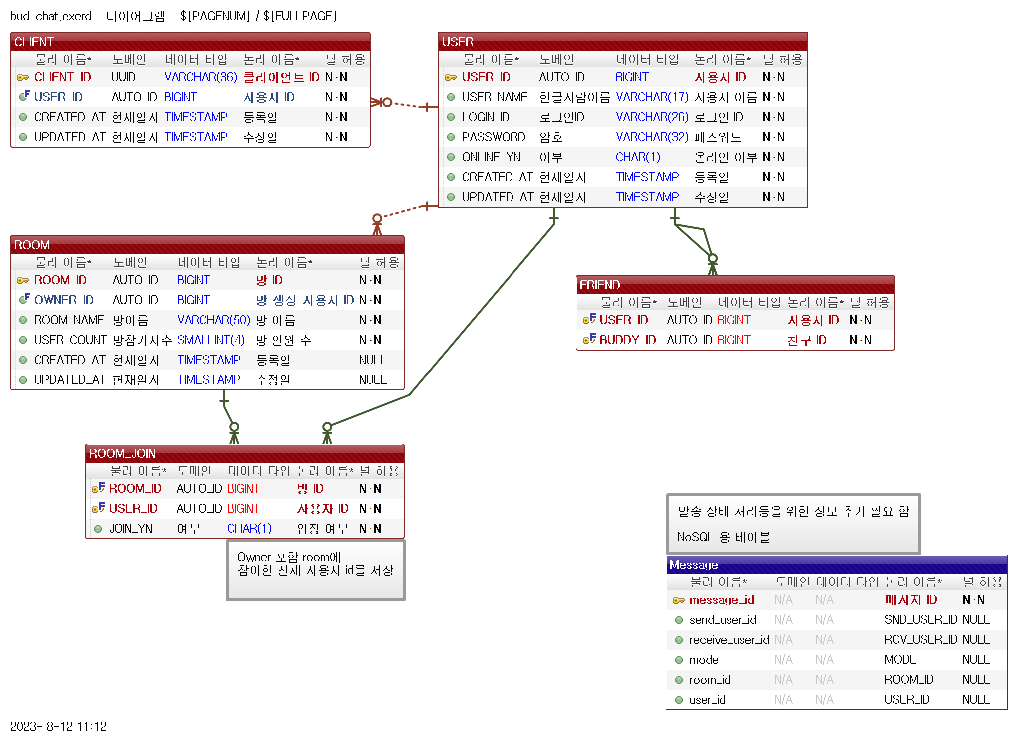 bud_chat.exerd 다이어그램 $[PAGENUM] / $[FULLPAGE]
CLIENT
물리 이름* 도메인 데이터 타입 논리 이름* 널 허용
CLIENT_ID UUID VARCHAR(36) 클라이언트 ID N-N
USER_ID AUTO_ID BIGINT 사용자 ID N-N
CREATED_AT 현재일시 TIMESTAMP 등록일 N-N
UPDATED_AT 현재일시 TIMESTAMP 수정일 N-N
USER
물리 이름* 도메인 데이터 타입 논리 이름* 널 허용
USER_ID AUTO_ID BIGINT 사용자 ID N-N
USER_NAME 한글사람이름 VARCHAR(17) 사용자 이름 N-N
LOGIN_ID 로그인ID VARCHAR(26) 로그인 ID N-N
PASSWORD 암호 VARCHAR(32) 패스워드 N-N
ONLINE_YN 여부 CHAR(1) 온라인 여부 N-N
CREATED_AT 현재일시 TIMESTAMP 등록일 N-N
UPDATED_AT 현재일시 TIMESTAMP 수정일 N-N
ROOM
물리 이름* 도메인 데이터 타입 논리 이름* 널 허용
ROOM_ID AUTO_ID BIGINT 방 ID N-N
OWNER_ID AUTO_ID BIGINT 방 생성 사용자 ID N-N
ROOM_NAME 방이름 VARCHAR(50) 방 이름 N-N
USER_COUNT 방참가자수 SMALLINT(4) 방 인원 수 N-N
CREATED_AT 현재일시 TIMESTAMP 등록일 NULL
UPDATED_AT 현재일시 TIMESTAMP 수정일 NULL
FRIEND
물리 이름* 도메인 데이터 타입 논리 이름* 널 허용
USER_ID AUTO_ID BIGINT 사용자 ID N-N
BUDDY_ID AUTO_ID BIGINT 친구 ID N-N
ROOM_JOIN
물리 이름* 도메인 데이터 타입 논리 이름* 널 허용
ROOM_ID AUTO_ID BIGINT 방 ID N-N
USER_ID AUTO_ID BIGINT 사용자 ID N-N
JOIN_YN 여부 CHAR(1) 입장 여부 N-N
Owner 포함 room에
참여한 전체 사용자 id를 저장
발송 상태 처리등을 위한 정보 추가 필요 함
NoSQL 용 테이블
Message
물리 이름* 도메인 데이터 타입 논리 이름* 널 허용
message_id N/A N/A 메시지 ID N-N
send_user_id N/A N/A SND_USER_ID NULL
receive_user_id N/A N/A RCV_USER_ID NULL
mode N/A N/A MODE NULL
room_id N/A N/A ROOM_ID NULL
user_id N/A N/A USER_ID NULL
2023- 8-12 11:12